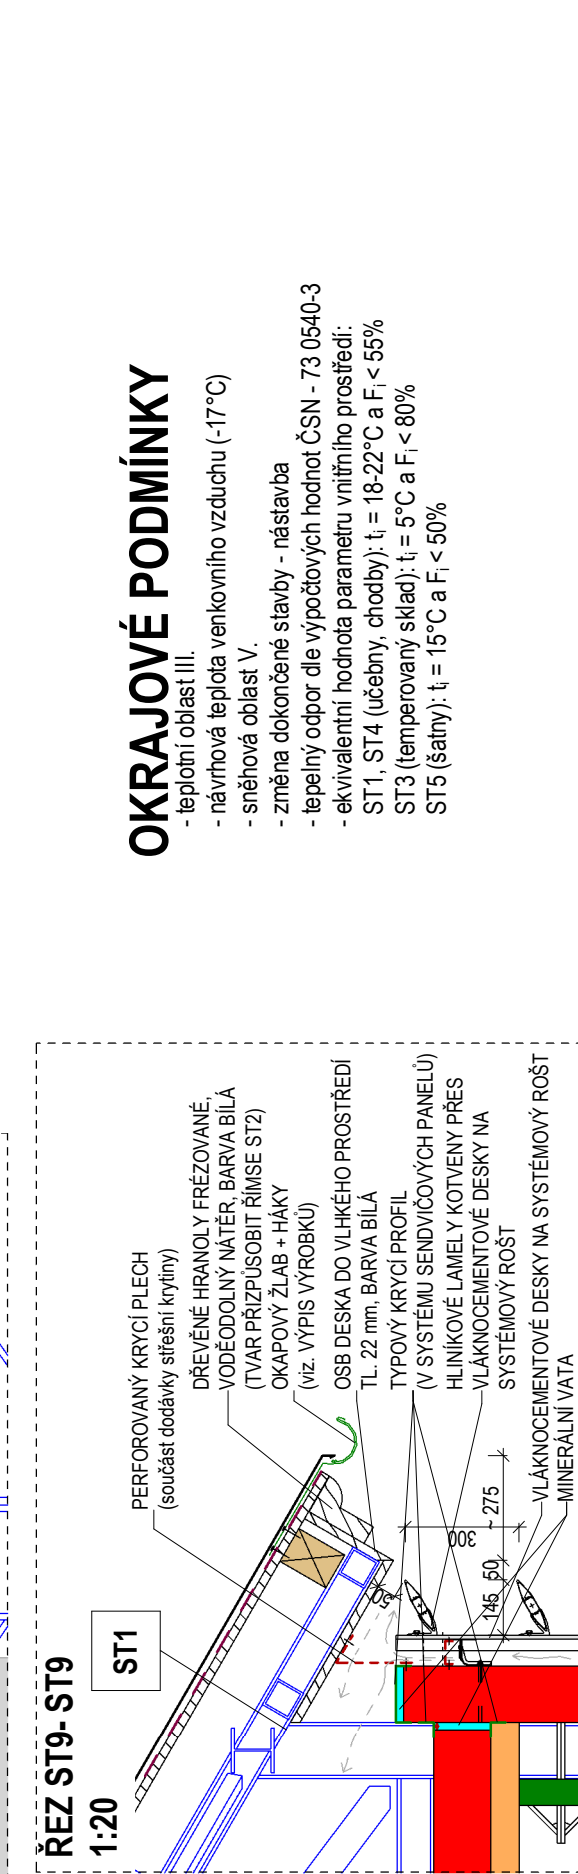 OKRAJOVÉ PODMÍNKY
- teplotní oblast III.
- návrhová teplota venkovního vzduchu (-17°C)
- sněhová oblast V.
- změna dokončené stavby - nástavba
- tepelný odpor dle výpočtových hodnot ČSN - 73 0540-3
- ekvivalentní hodnota parametru vnitřního prostředí:
ST1, ST4 (učebny, chodby): ti = 18-22°C a Fi < 55%
ST3 (temperovaný sklad): ti = 5°C a Fi < 80%
ST5 (šatny): ti = 15°C a Fi < 50%
ŘEZ ST9- ST9
1:20
ST1
PERFOROVANÝ KRYCÍ PLECH
(součást dodávky střešní krytiny)
DŘEVĚNÉ HRANOLY FRÉZOVANÉ,
VODĚODOLNÝ NÁTĚR, BARVA BÍLÁ
(TVAR PŘIZPŮSOBIT ŘÍMSE ST2)
OKAPOVÝ ŽLAB + HÁKY
(viz. VÝPIS VÝROBKŮ)
OSB DESKA DO VLHKÉHO PROSTŘEDÍ
TL. 22 mm, BARVA BÍLÁ
TYPOVÝ KRYCÍ PROFIL
(V SYSTÉMU SENDVIČOVÝCH PANELŮ)
HLINÍKOVÉ LAMELY KOTVENY PŘES
VLÁKNOCEMENTOVÉ DESKY NA
SYSTÉMOVÝ ROŠT
VLÁKNOCEMENTOVÉ DESKY NA SYSTÉMOVÝ ROŠT
MINERÁLNÍ VATA
50
300
145 50 ~ 275